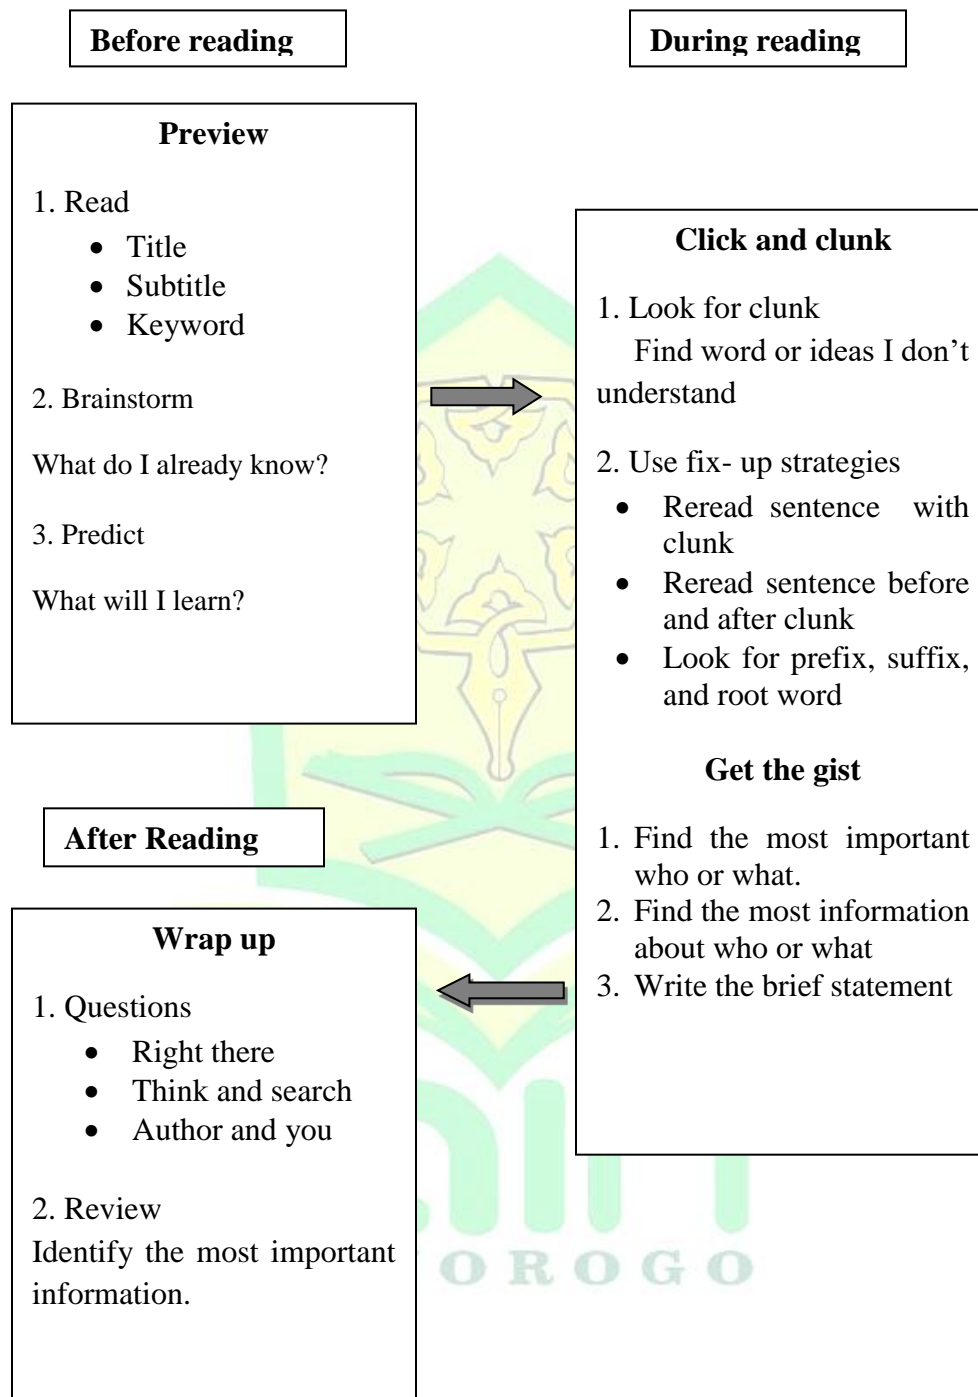 Before reading
Preview
1. Read
• Title
• Subtitle
• Keyword
2. Brainstorm
What do I already know?
3. Predict
What will I learn?
During reading
Click and clunk
1. Look for clunk
Find word or ideas I don’t
understand
2. Use fix- up strategies
• Reread sentence with
clunk
• Reread sentence before
and after clunk
• Look for prefix, suffix,
and root word
Get the gist
1. Find the most important
who or what.
2. Find the most information
about who or what
3. Write the brief statement
After Reading
Wrap up
1. Questions
• Right there
• Think and search
• Author and you
2. Review
Identify the most important
information.
OROGO